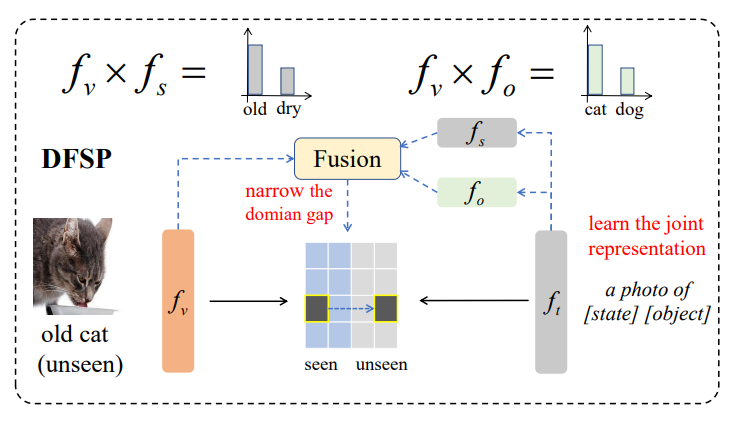 f_v × f_s =
old dry
f_v × f_o =
cat dog
DFSP
Fusion
f_s
f_o
narrow the
domian gap
learn the joint
representation
f_v
f_t
a photo of
[state] [object]
old cat
(unseen)
seen unseen